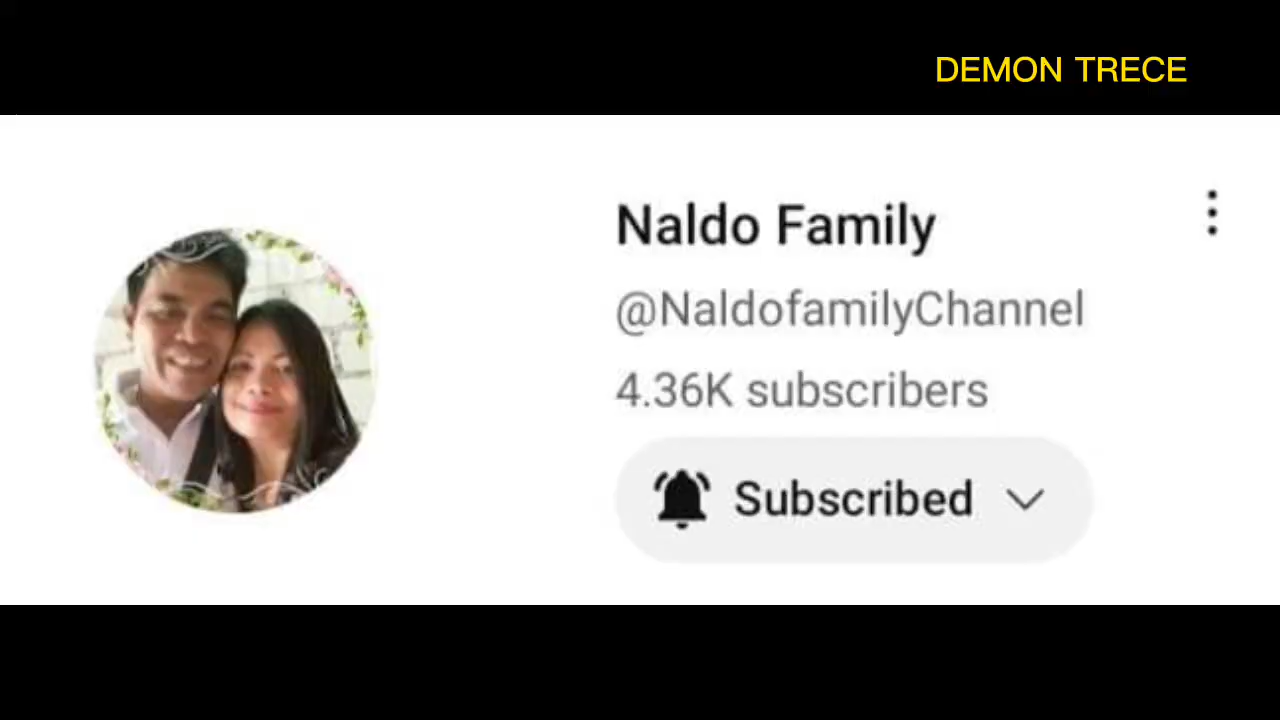 DEMON TRECE
Naldo Family
@NaldofamilyChannel
4.36K subscribers
Subscribed